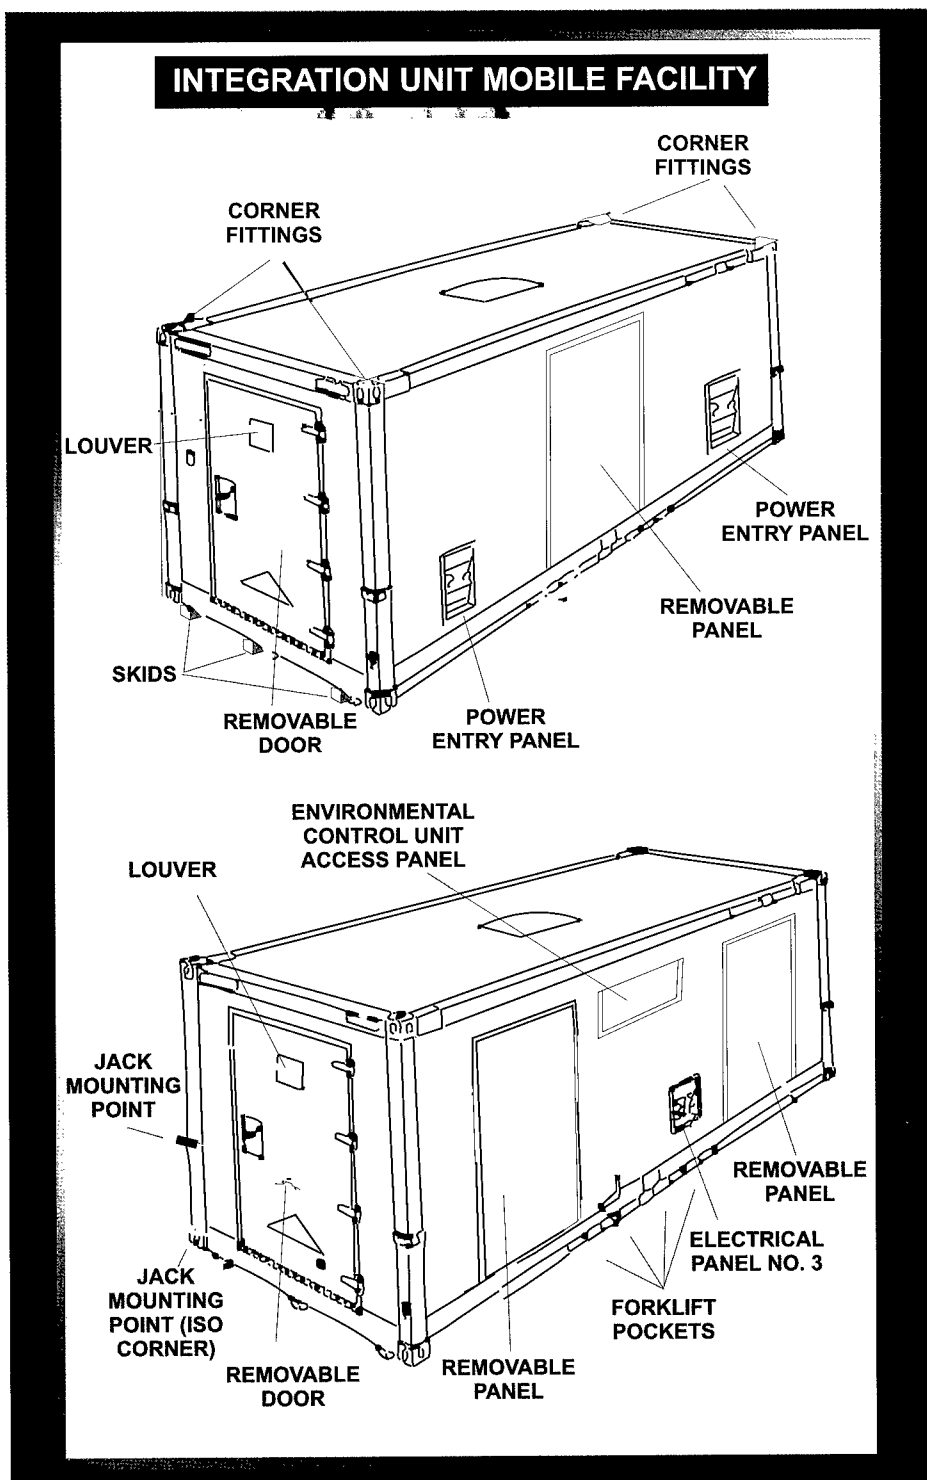 INTEGRATION UNIT MOBILE FACILITY
CORNER
FITTINGS
CORNER
FITTINGS
LOUVER
POWER
ENTRY PANEL
REMOVABLE
PANEL
SKIDS
REMOVABLE
DOOR
POWER
ENTRY PANEL
ENVIRONMENTAL
CONTROL UNIT
ACCESS PANEL
LOUVER
JACK
MOUNTING
POINT
REMOVABLE
PANEL
ELECTRICAL
PANEL NO. 3
JACK
MOUNTING
POINT (ISO
CORNER)
FORKLIFT
POCKETS
REMOVABLE
DOOR
REMOVABLE
PANEL